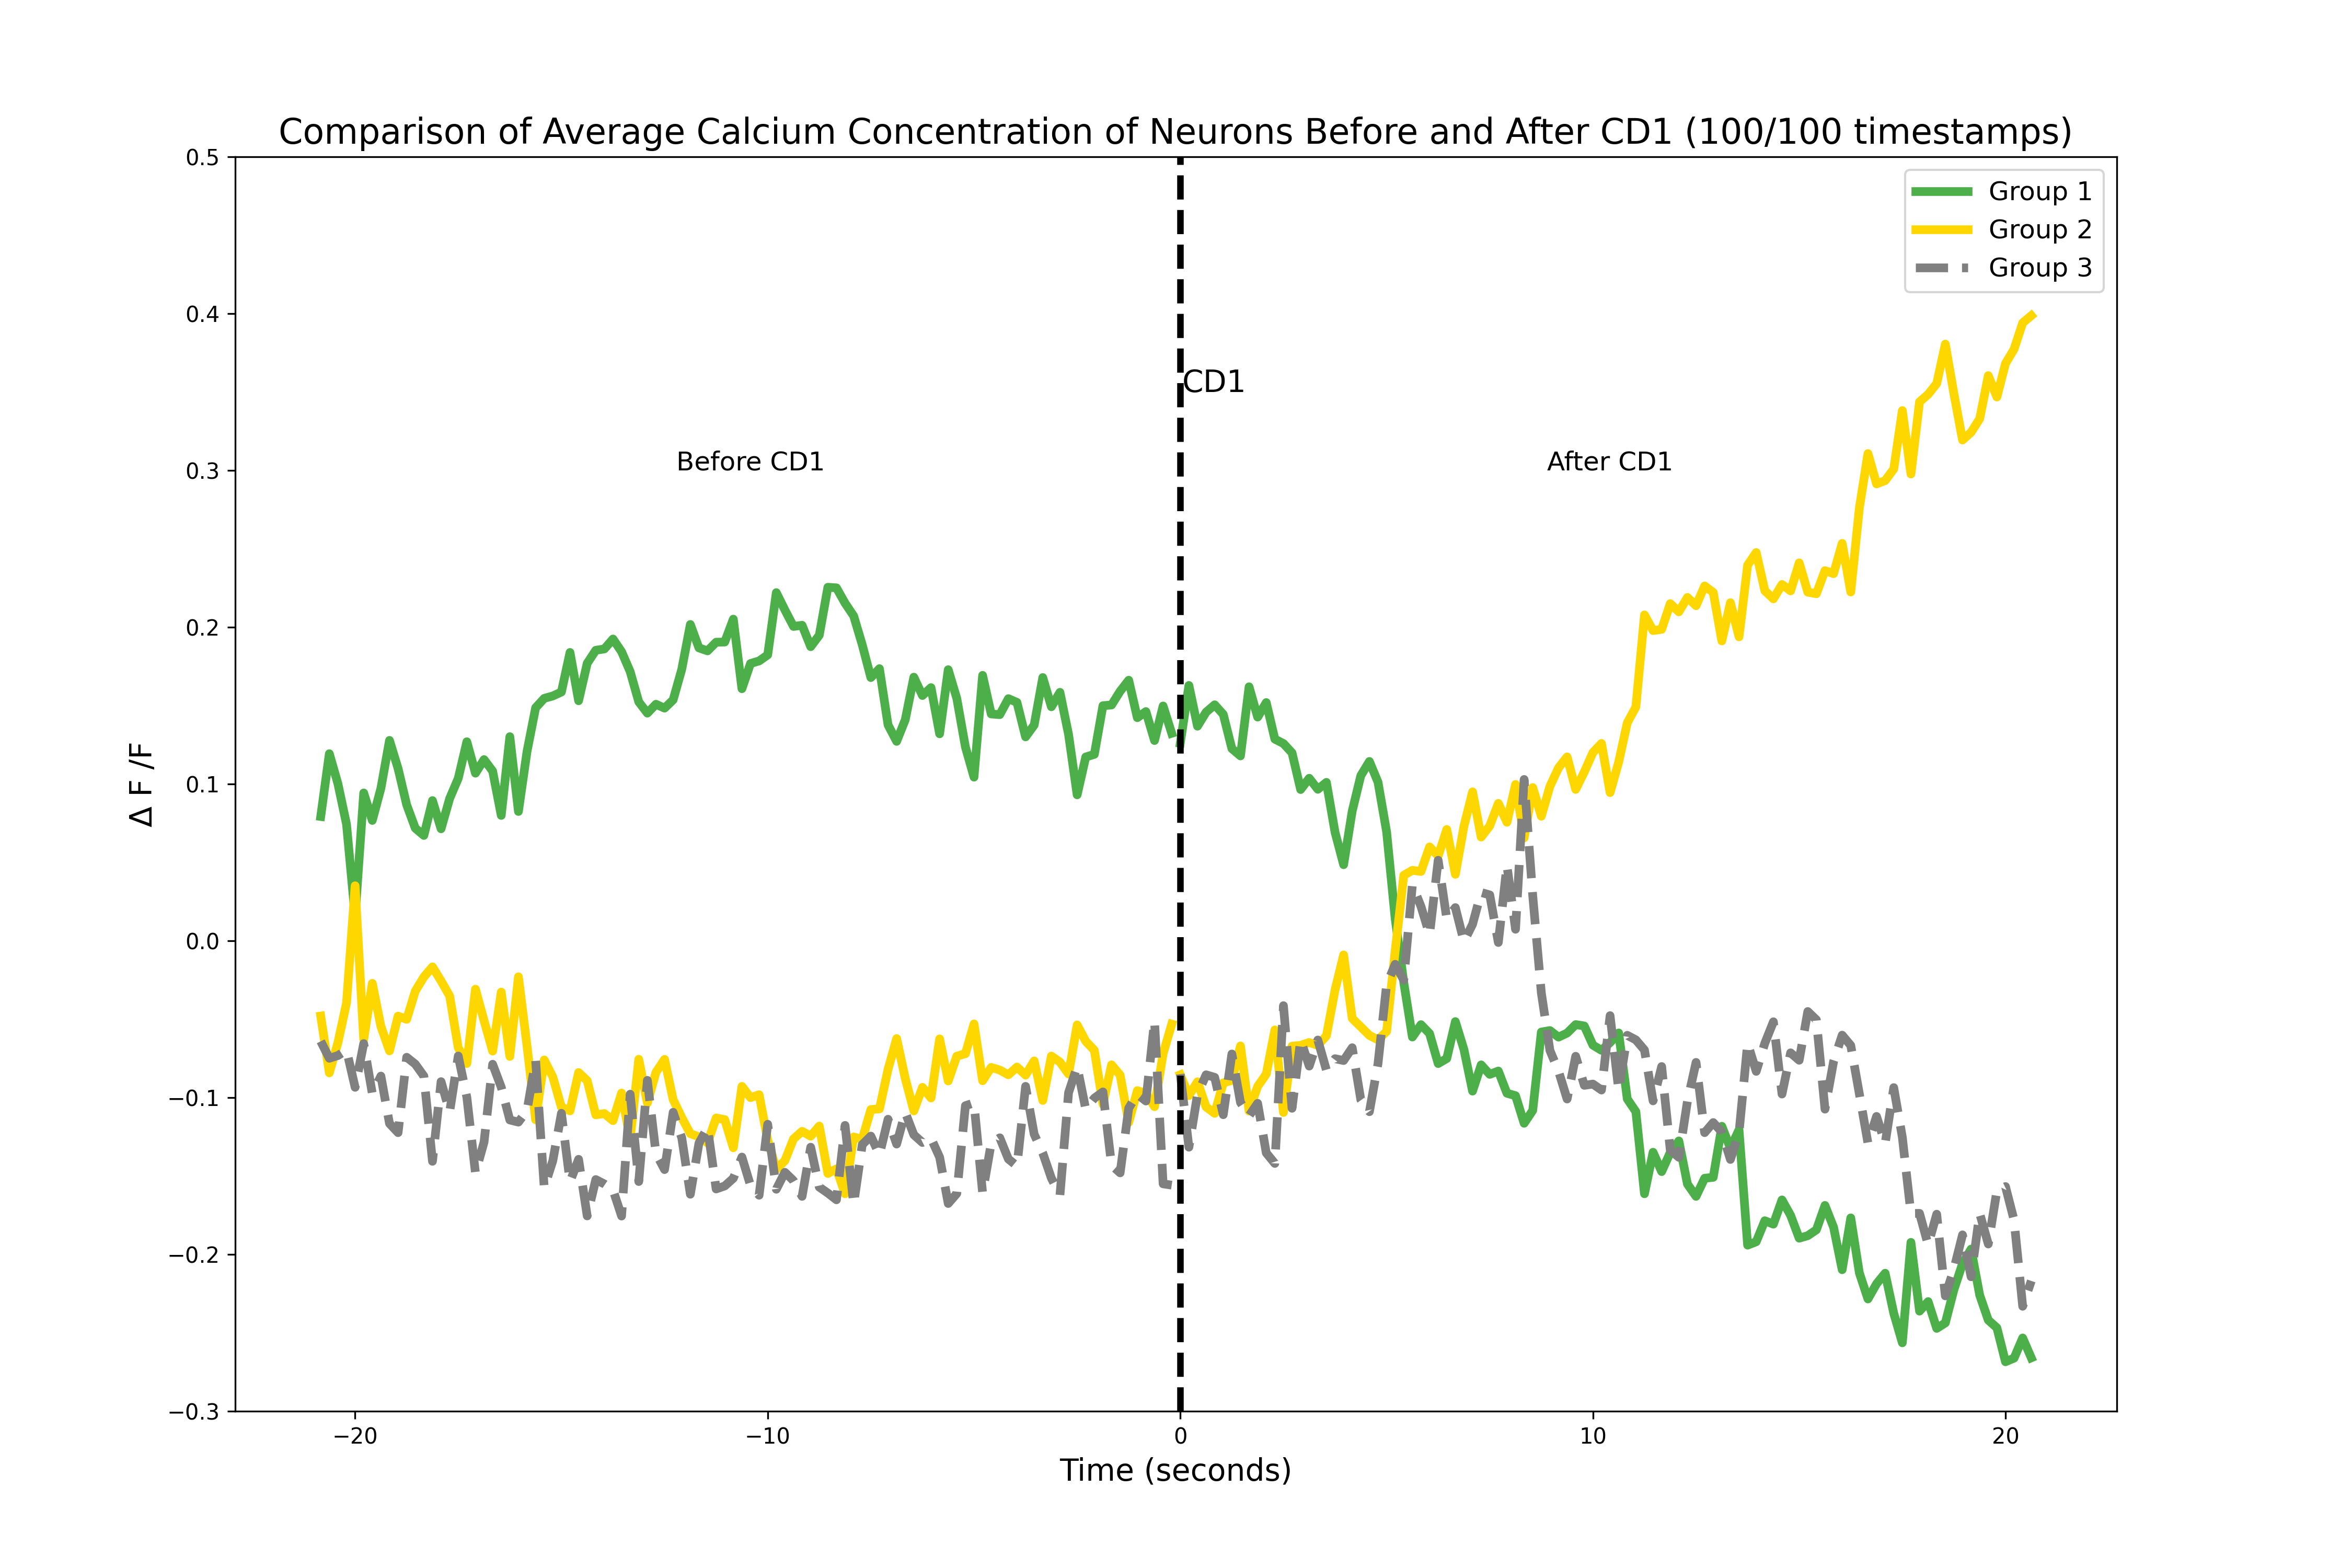 Comparison of Average Calcium Concentration of Neurons Before and After CD1 (100/100 timestamps)
Group 1
Group 2
Group 3
CD1
Before CD1
After CD1
Δ F /F
0.5
0.4
0.3
0.2
0.1
0.0
−0.1
−0.2
−0.3
−20
−10
0
10
20
Time (seconds)